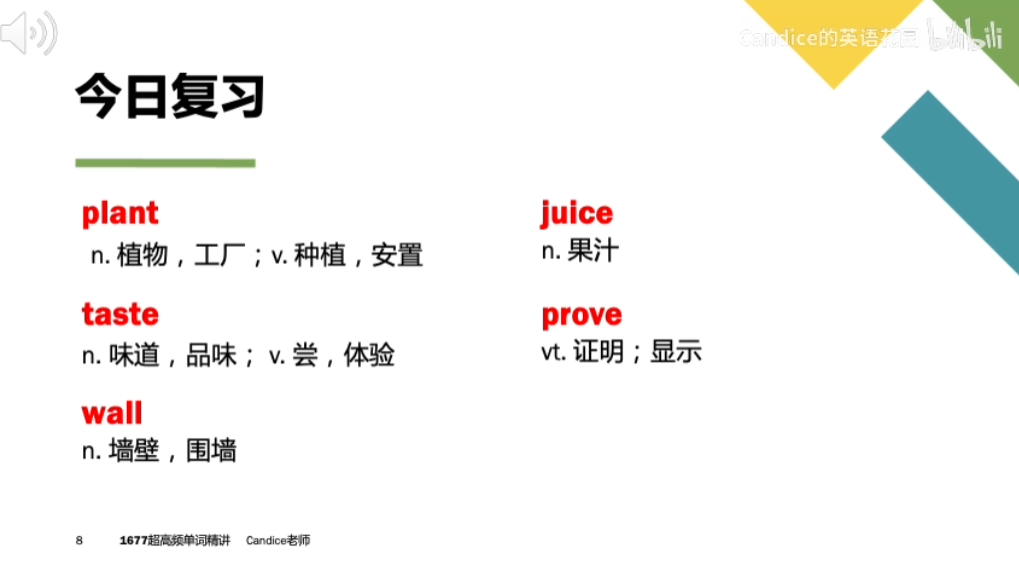 Candice的英语花园 bilibili
今日复习
plant
n. 植物，工厂；v. 种植，安置
taste
n. 味道，品味； v. 尝，体验
wall
n. 墙壁，围墙
juice
n. 果汁
prove
vt. 证明；显示
8 1677超高频单词精讲 Candice老师